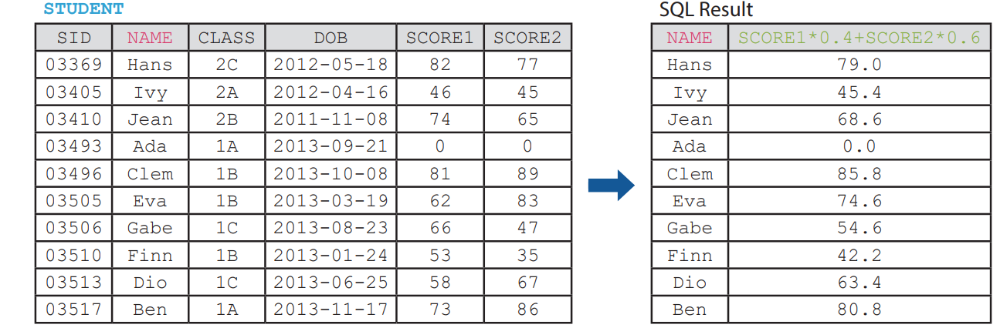 STUDENT
SID NAME CLASS DOB SCORE1 SCORE2
03369 Hans 2C 2012-05-18 82 77
03405 Ivy 2A 2012-04-16 46 45
03410 Jean 2B 2011-11-08 74 65
03493 Ada 1A 2013-09-21 0 0
03496 Clem 1B 2013-10-08 81 89
03505 Eva 1B 2013-03-19 62 83
03506 Gabe 1C 2013-08-23 66 47
03510 Finn 1B 2013-01-24 53 35
03513 Dio 1C 2013-06-25 58 67
03517 Ben 1A 2013-11-17 73 86
SQL Result
NAME SCORE1*0.4+SCORE2*0.6
Hans 79.0
Ivy 45.4
Jean 68.6
Ada 0.0
Clem 85.8
Eva 74.6
Gabe 54.6
Finn 42.2
Dio 63.4
Ben 80.8